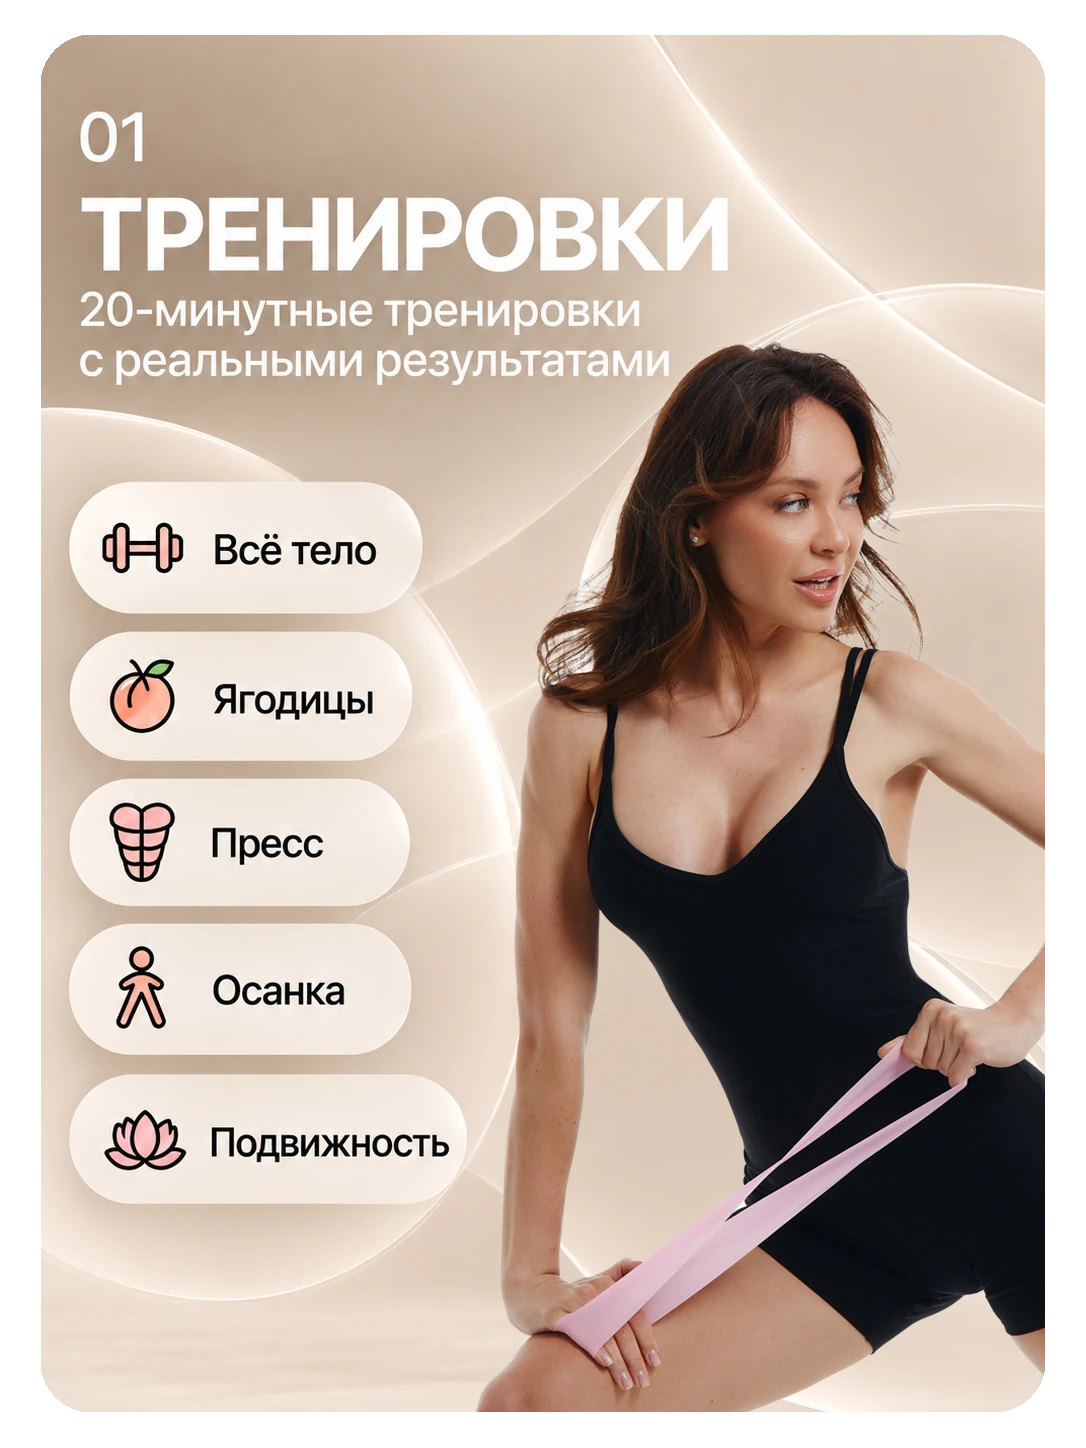 01
ТРЕНИРОВКИ
20-минутные тренировки
с реальными результатами
Всё тело
Ягодицы
Пресс
Осанка
Подвижность